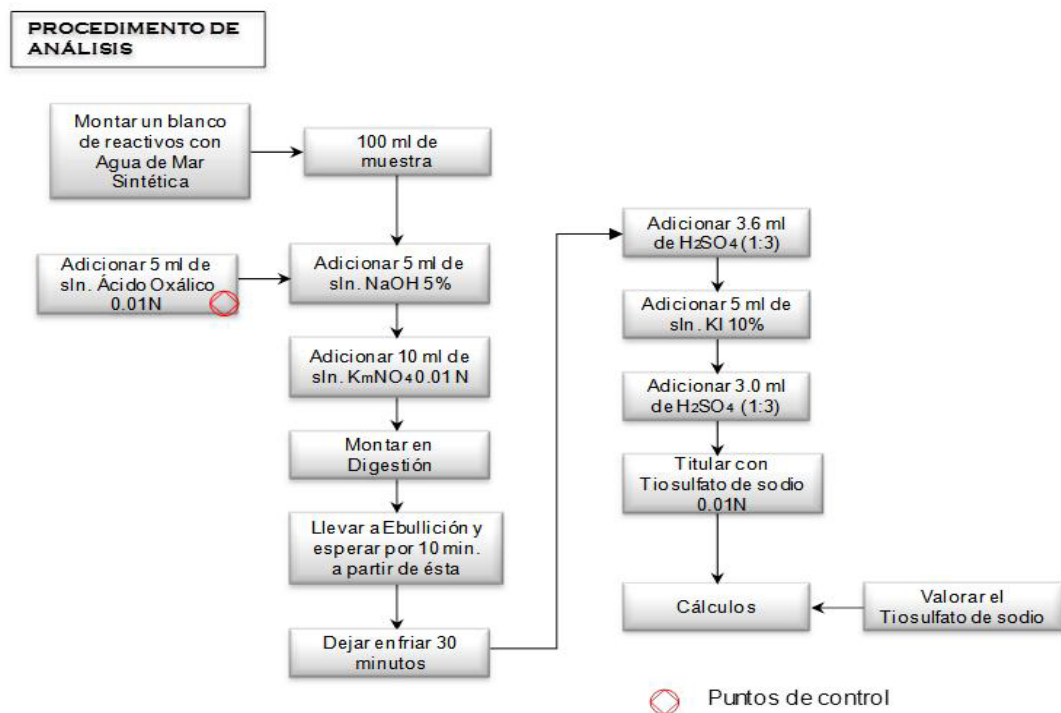 PROCEDIMENTO DE
ANÁLISIS
Montar un blanco
de reactivos con
Agua de Mar
Sintética
100 ml de
muestra
Adicionar 5 ml de
sln. Ácido Oxálico
0.01N
Adicionar 5 ml de
sln. NaOH 5%
Adicionar 10 ml de
sln. KmNO₄ 0.01 N
Montar en
Digestión
Llevar a Ebullición y
esperar por 10 min.
a partir de ésta
Dejar enfriar 30
minutos
Adicionar 3.6 ml
de H₂SO₄ (1:3)
Adicionar 5 ml de
sln. KI 10%
Adicionar 3.0 ml
de H₂SO₄ (1:3)
Titular con
Tiosulfato de sodio
0.01N
Cálculos
Valorar el
Tiosulfato de sodio
Puntos de control